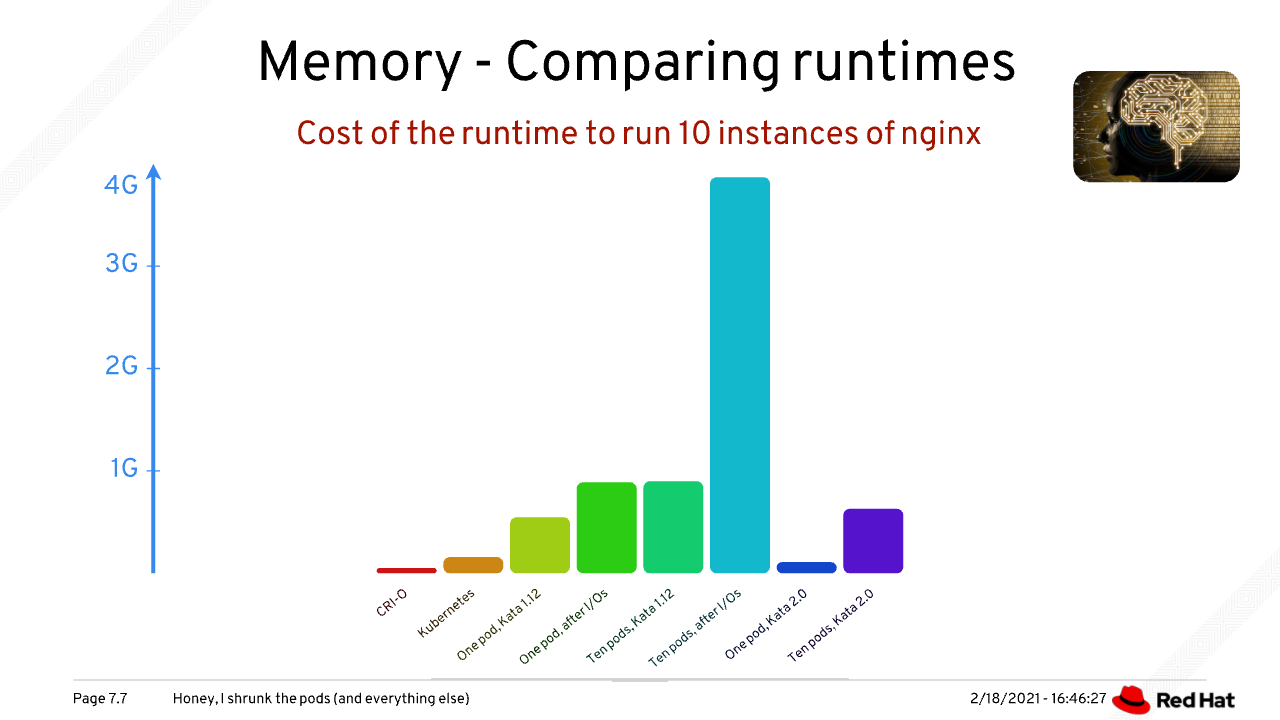 Memory - Comparing runtimes
Cost of the runtime to run 10 instances of nginx
4G
3G
2G
1G
CRI-O
Kubernetes
One pod, Kata 1.12
One pod, after I/Os
Ten pods, Kata 1.12
Ten pods, after I/Os
One pod, Kata 2.0
Ten pods, Kata 2.0
Page 7.7 Honey, I shrunk the pods (and everything else) 2/18/2021 - 16:46:27 Red Hat